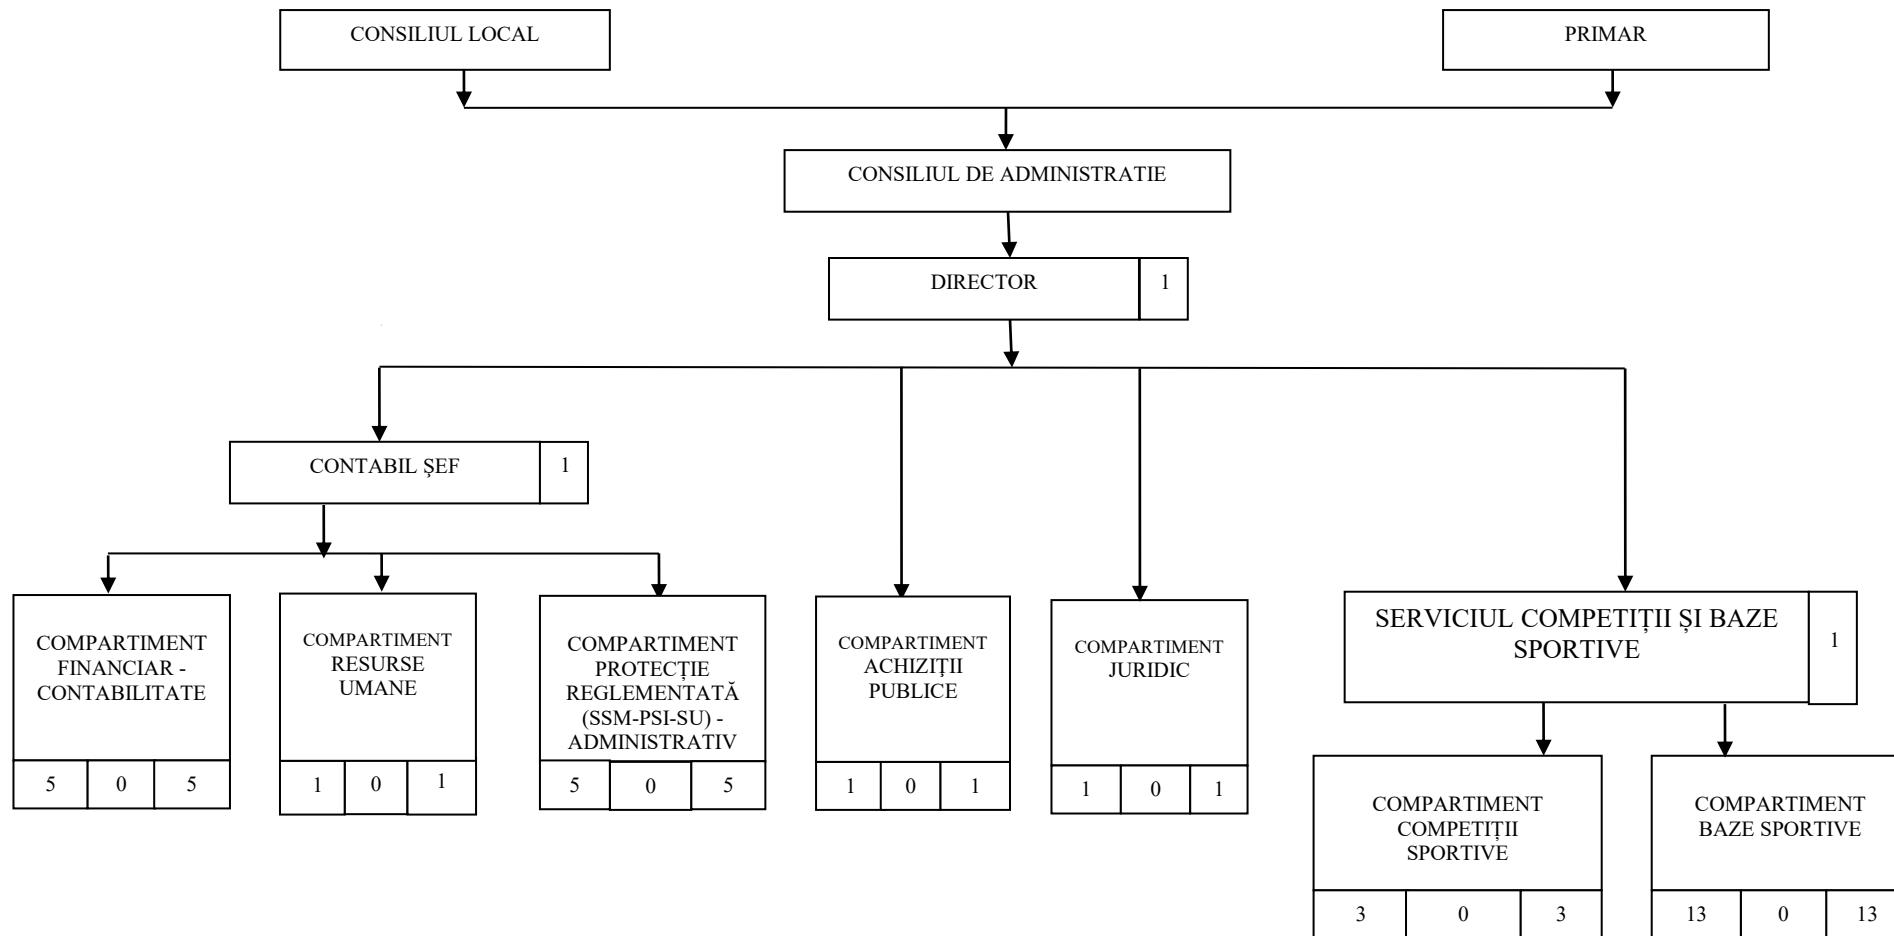 CONSILIUL LOCAL
PRIMAR
CONSILIUL DE ADMINISTRATIE
DIRECTOR
1
CONTABIL ŞEF
1
COMPARTIMENT
FINANCIAR -
CONTABILITATE
5 0 5
COMPARTIMENT
RESURSE
UMANE
1 0 1
COMPARTIMENT
PROTECȚIE
REGLEMENTATĂ
(SSM-PSI-SU) -
ADMINISTRATIV
5 0 5
COMPARTIMENT
ACHIZIȚII
PUBLICE
1 0 1
COMPARTIMENT
JURIDIC
1 0 1
SERVICIUL COMPETIȚII ȘI BAZE
SPORTIVE
1
COMPARTIMENT
COMPETIȚII
SPORTIVE
3 0 3
COMPARTIMENT
BAZE SPORTIVE
13 0 13